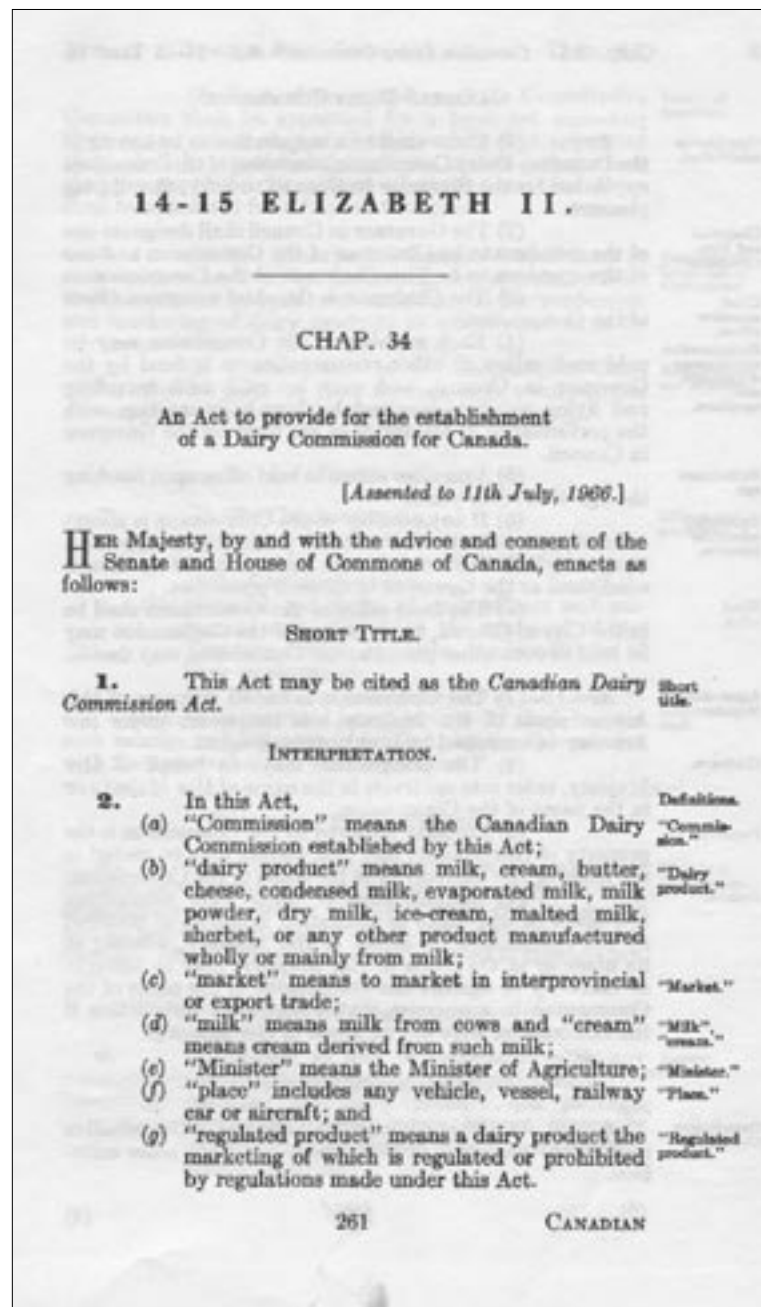 14-15 ELIZABETH II.
CHAP. 34
An Act to provide for the establishment
of a Dairy Commission for Canada.
[Assented to 11th July, 1966.]
HER Majesty, by and with the advice and consent of the
Senate and House of Commons of Canada, enacts as
follows:
SHORT TITLE.
1. This Act may be cited as the Canadian Dairy
Commission Act.
Short
title.
INTERPRETATION.
2. In this Act,
Definitions.
(a) "Commission" means the Canadian Dairy
Commission established by this Act;
"Commis-
sion."
(b) "dairy product" means milk, cream, butter,
cheese, condensed milk, evaporated milk, milk
powder, dry milk, ice-cream, malted milk,
sherbet, or any other product manufactured
wholly or mainly from milk;
"Dairy
product."
(c) "market" means to market in interprovincial
or export trade;
"Market."
(d) "milk" means milk from cows and "cream"
means cream derived from such milk;
"Milk",
"cream."
(e) "Minister" means the Minister of Agriculture;
"Minister."
(f) "place" includes any vehicle, vessel, railway
car or aircraft; and
"Place."
(g) "regulated product" means a dairy product the
marketing of which is regulated or prohibited
by regulations made under this Act.
"Regulated
product."
261 CANADIAN